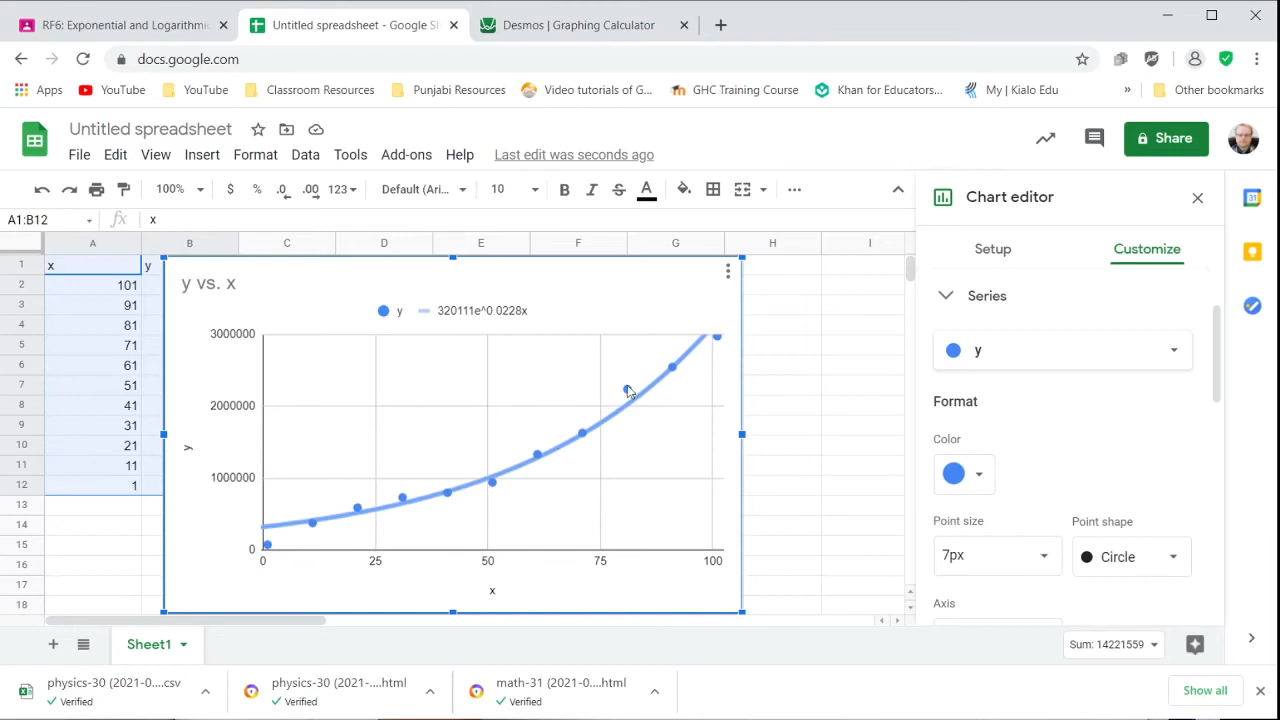 RF6: Exponential and Logarithmic
Untitled spreadsheet - Google Sh
Desmos | Graphing Calculator
docs.google.com
Apps YouTube YouTube Classroom Resources Punjabi Resources Video tutorials of G... GHC Training Course Khan for Educators... My | Kialo Edu » Other bookmarks
Untitled spreadsheet
Share
File Edit View Insert Format Data Tools Add-ons Help Last edit was seconds ago
100% $ % .0 .00 123 Default (Ari... 10 B I S A
A1:B12 fx x
Chart editor
31
Setup Customize
A B C D E F G H I
1 x y
2 101
3 91
4 81
5 71
6 61
7 51
8 41
9 31
10 21
11 11
12 1
13
14
15
16
17
18
y vs. x
y 320111e^0.0228x
3000000
2000000
1000000
0
y
0 25 50 75 100
x
Series
y
Format
Color
Point size Point shape
7px Circle
Axis
Sheet1
Sum: 14221559
physics-30 (2021-0....csv
Verified
physics-30 (2021-....html
Verified
math-31 (2021-0....html
Verified
Show all